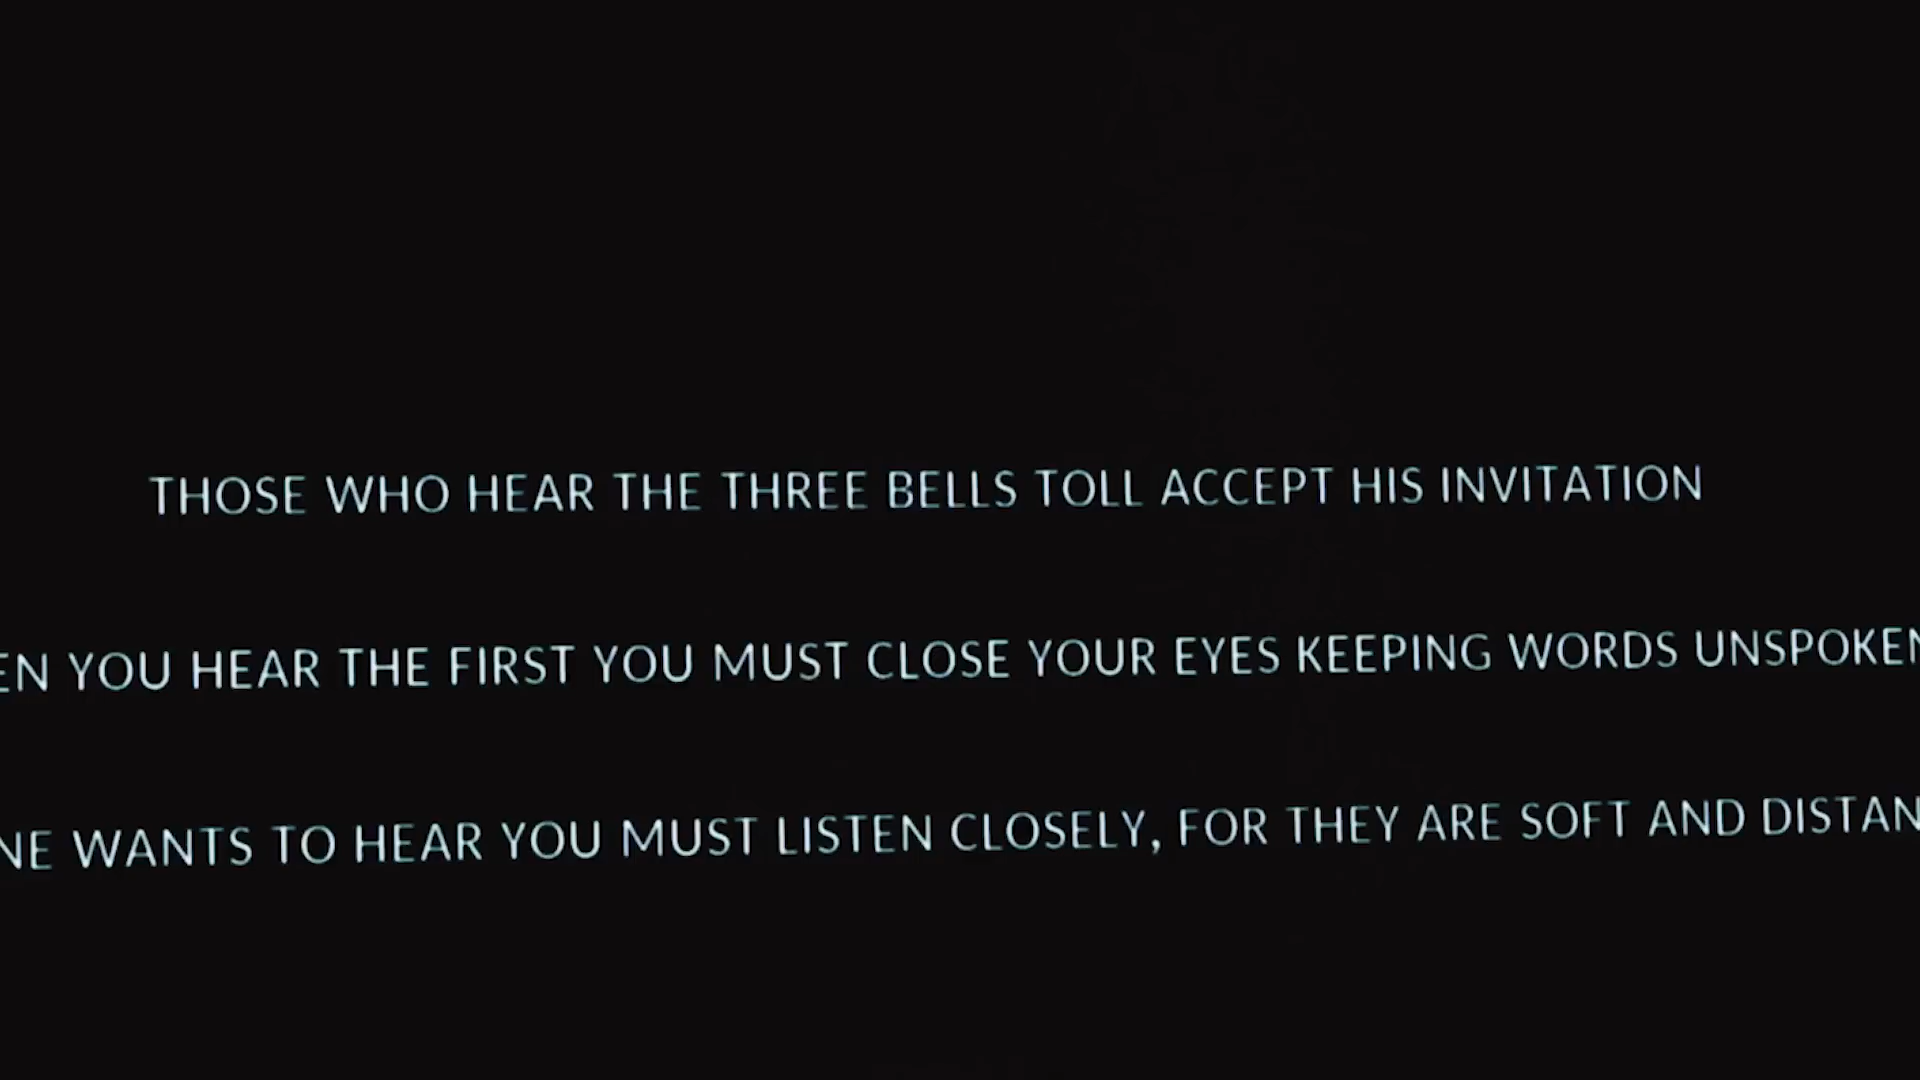 THOSE WHO HEAR THE THREE BELLS TOLL ACCEPT HIS INVITATION
YOU HEAR THE FIRST YOU MUST CLOSE YOUR EYES KEEPING WORDS UNSPOKEN
WANTS TO HEAR YOU MUST LISTEN CLOSELY, FOR THEY ARE SOFT AND